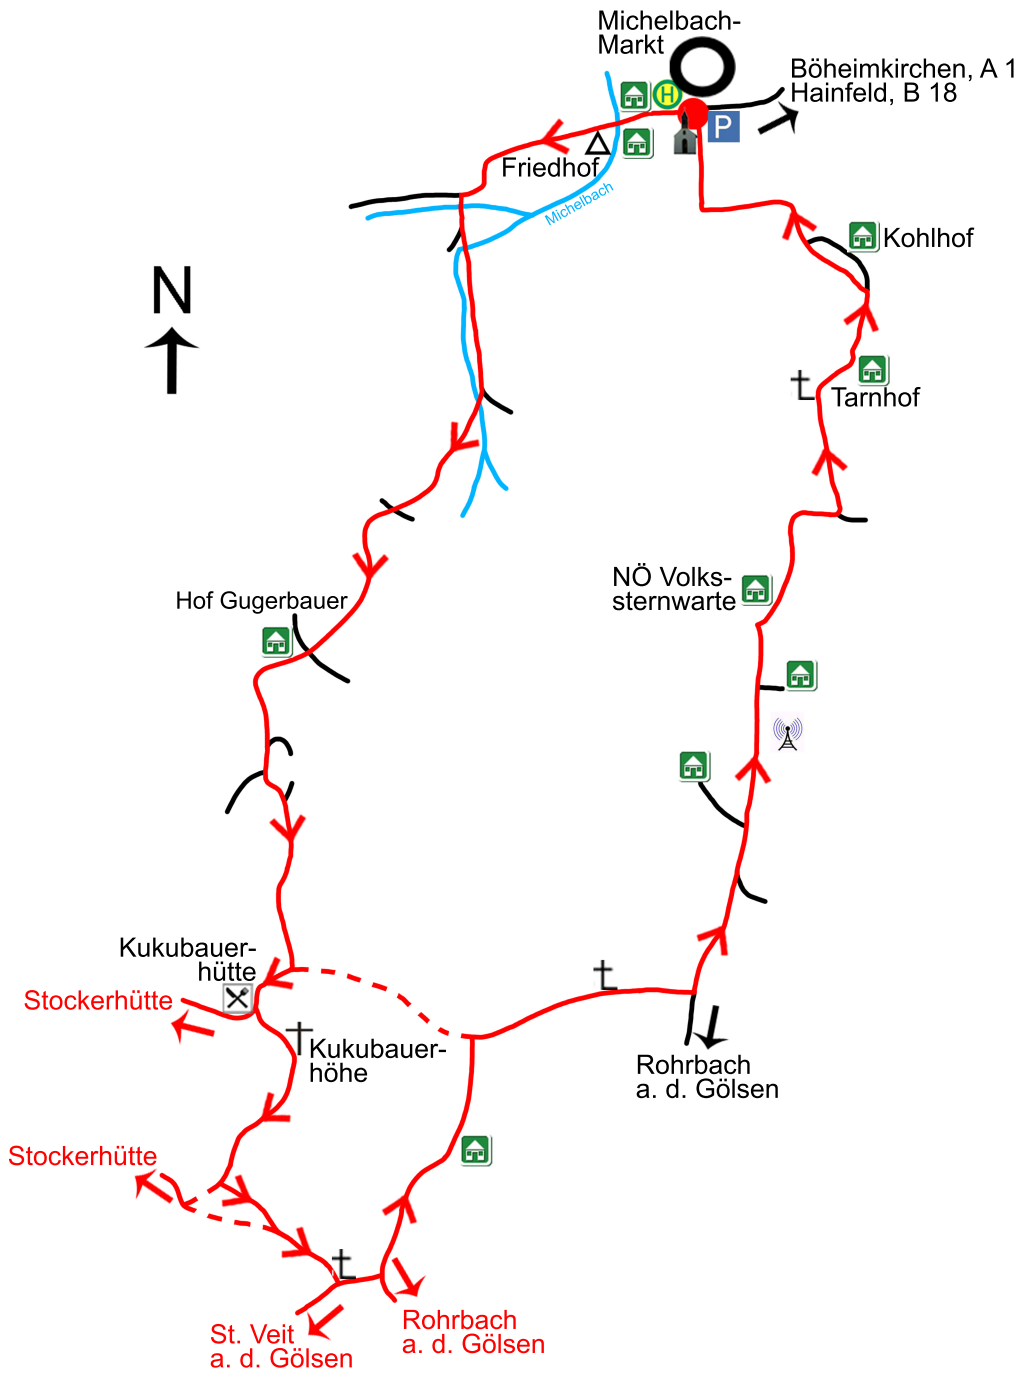 Michelbach-
Markt
Böheimkirchen, A 1
Hainfeld, B 18
H
P
Friedhof
Michelbach
Kohlhof
N
Tarnhof
NÖ Volks-
sternwarte
Hof Gugerbauer
Kukubauer-
hütte
Stockerhütte
Kukubauer-
höhe
Rohrbach
a. d. Gölsen
Stockerhütte
Rohrbach
a. d. Gölsen
St. Veit
a. d. Gölsen